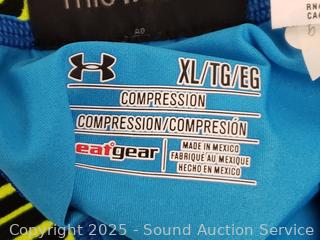 XL/TG/EG
COMPRESSION
COMPRESSION/COMPRESIÓN
eatgear
MADE IN MEXICO
FABRIQUÉ AU MEXIQUE
HECHO EN MEXICO
Copyright 2025 - Sound Auction Service